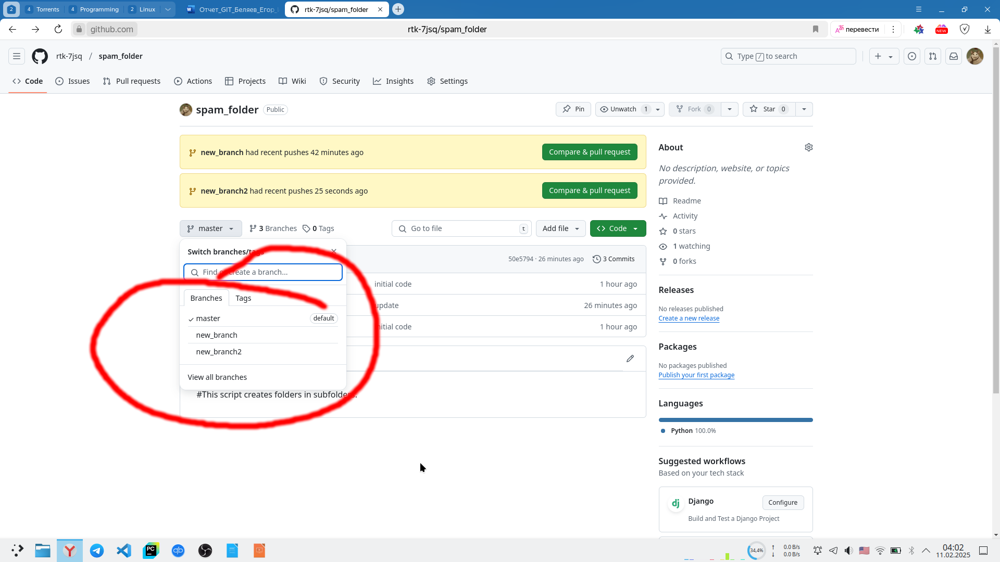 2
4 Torrents
4 Programming
2 Linux
Отчет_GIT_Беляев_Егор_
rtk-7jsq/spam_folder
github.com
rtk-7jsq/spam_folder
перевести
NEW
rtk-7jsq / spam_folder
Type / to search
Code
Issues
Pull requests
Actions
Projects
Wiki
Security
Insights
Settings
spam_folder
Public
Pin
Unwatch 1
Fork 0
Star 0
new_branch had recent pushes 42 minutes ago
Compare & pull request
new_branch2 had recent pushes 25 seconds ago
Compare & pull request
master
3 Branches
0 Tags
Go to file
t
Add file
Code
Switch branches/tags
Find or create a branch...
Branches
Tags
master
default
new_branch
new_branch2
View all branches
50e5794 · 26 minutes ago
3 Commits
initial code
1 hour ago
update
26 minutes ago
initial code
1 hour ago
#This script creates folders in subfolders.
About
No description, website, or topics
provided.
Readme
Activity
0 stars
1 watching
0 forks
Releases
No releases published
Create a new release
Packages
No packages published
Publish your first package
Languages
Python 100.0%
Suggested workflows
Based on your tech stack
dj
Django
Configure
Build and Test a Django Project
PC
qb
34,4%
0.0 B/s
0.0 B/s
04:02
11.02.2025